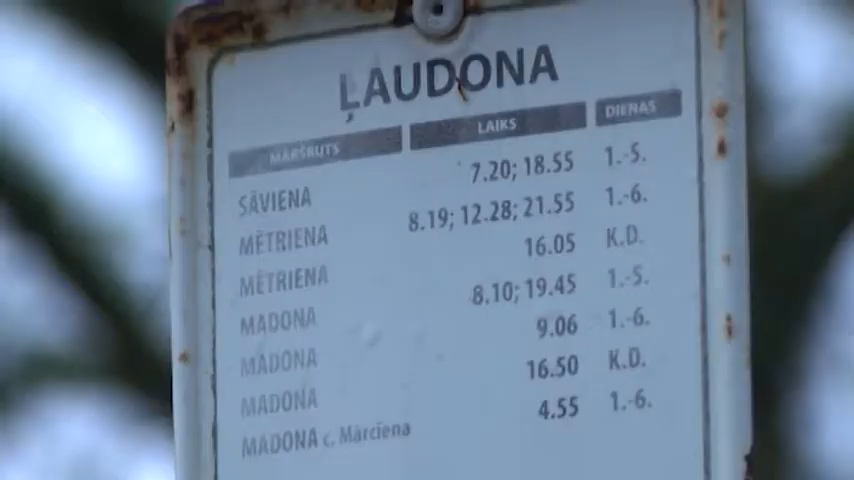 ĻAUDONA
MARŠRUTS LAIKS DIENAS
SĀVIENA 7.20; 18.55 1.-5.
MĒTRIENA 8.19; 12.28; 21.55 1.-6.
MĒTRIENA 16.05 K.D.
MADONA 8.10; 19.45 1.-5.
MADONA 9.06 1.-6.
MADONA 16.50 K.D.
MADONA c. Mārciena 4.55 1.-6.